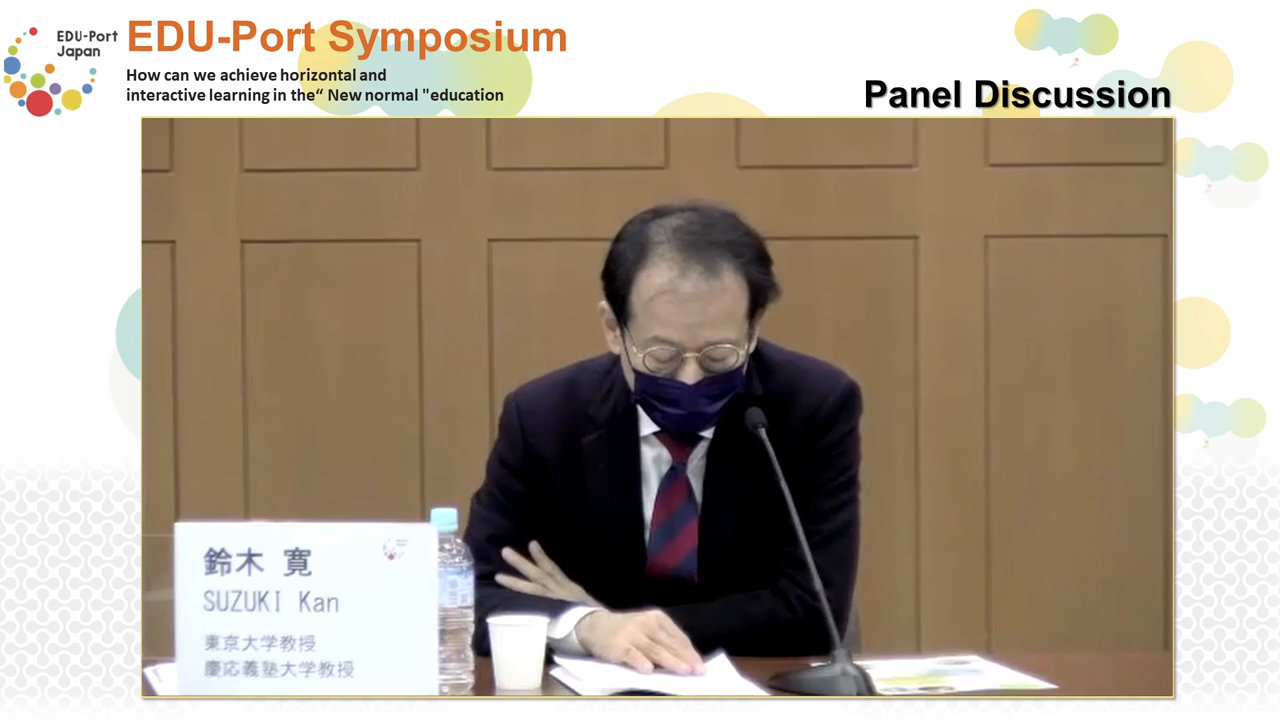 EDU-Port
Japan
EDU-Port Symposium
How can we achieve horizontal and
interactive learning in the“ New normal "education
Panel Discussion
鈴木 寛
SUZUKI Kan
東京大学教授
慶応義塾大学教授